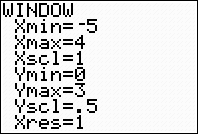 WINDOW
Xmin=-5
Xmax=4
Xscl=1
Ymin=0
Ymax=3
Yscl=.5
Xres=1